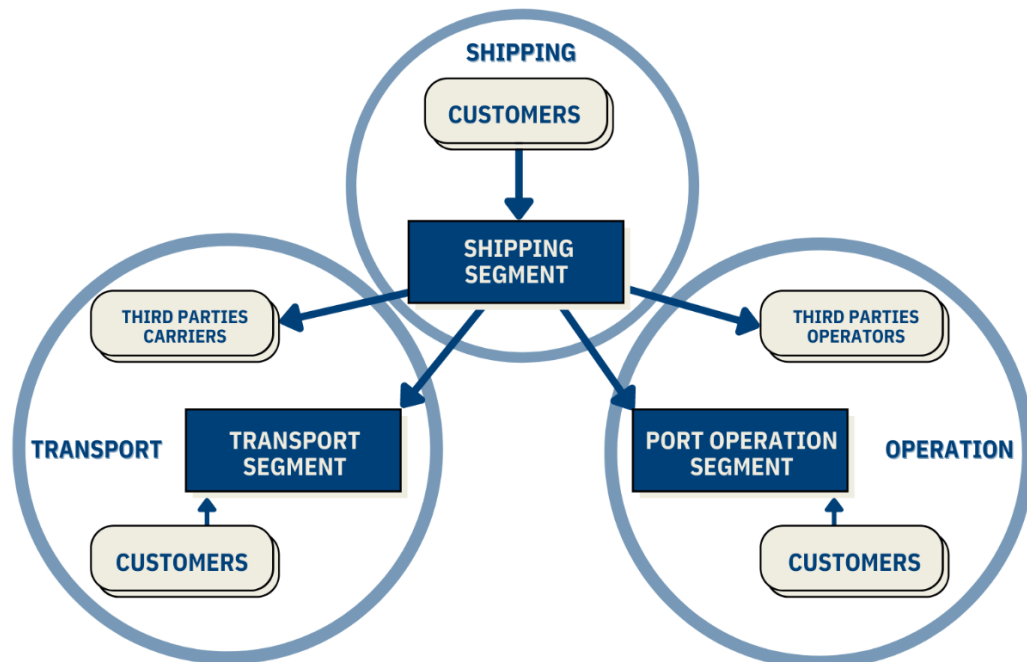 SHIPPING
CUSTOMERS
SHIPPING
SEGMENT
THIRD PARTIES
CARRIERS
THIRD PARTIES
OPERATORS
TRANSPORT
TRANSPORT
SEGMENT
PORT OPERATION
SEGMENT
OPERATION
CUSTOMERS
CUSTOMERS